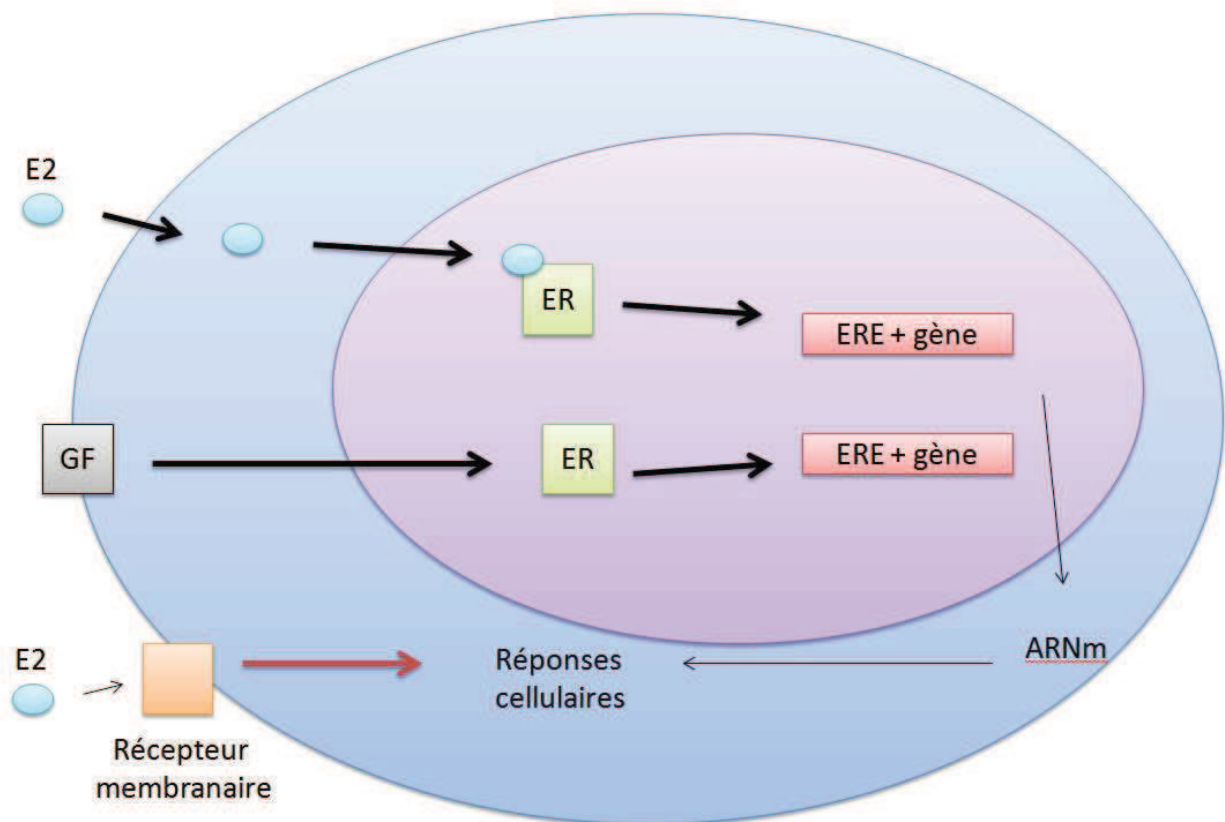 E2
ER
ERE + gène
GF
ER
ERE + gène
E2
Réponses
cellulaires
ARNm
Récepteur
membranaire